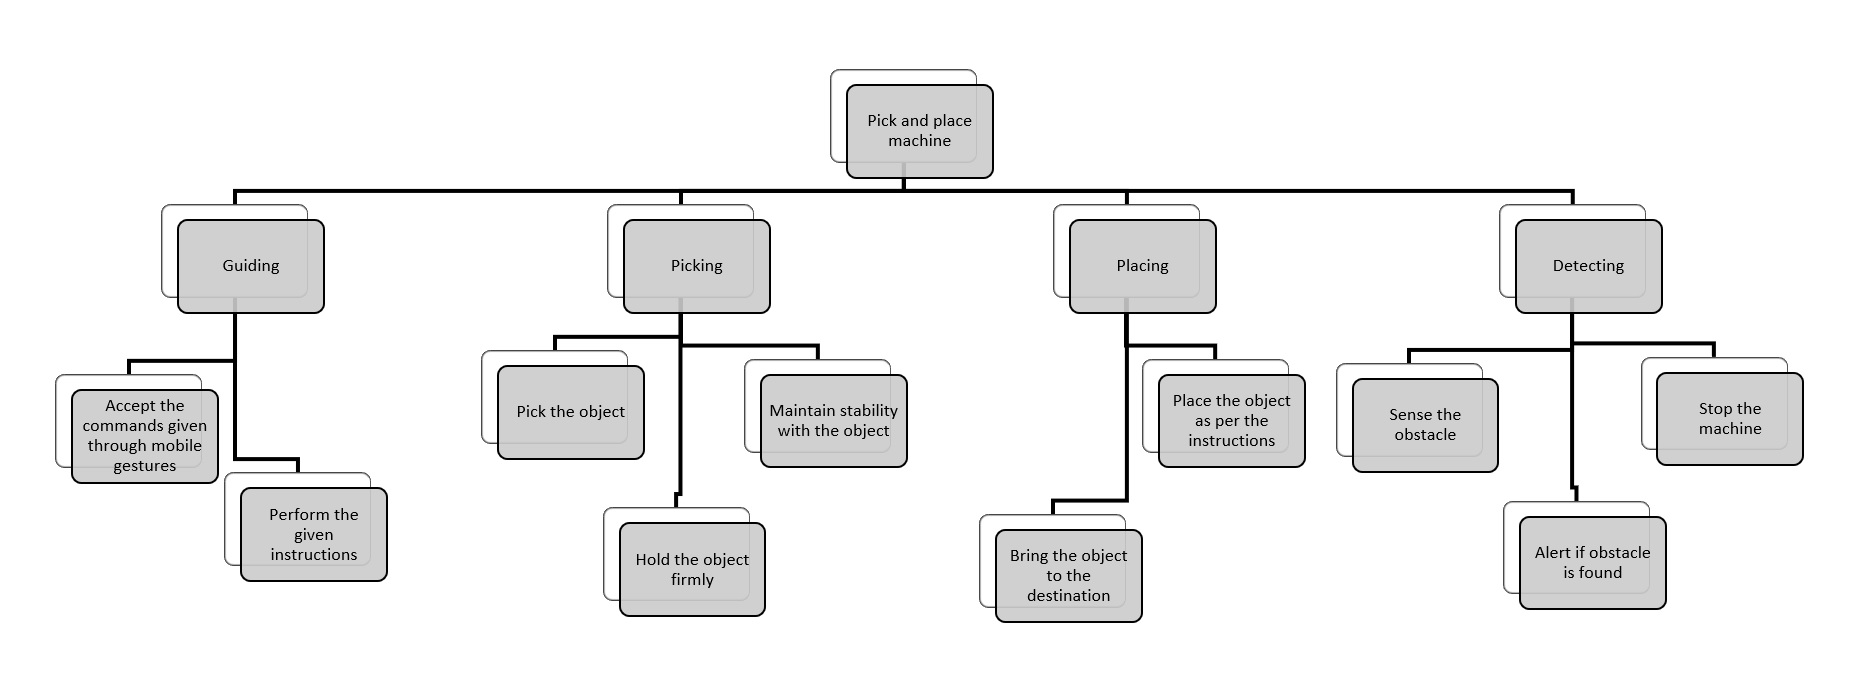 Pick and place
machine
Guiding
Picking
Placing
Detecting
Accept the
commands given
through mobile
gestures
Perform the
given
instructions
Pick the object
Hold the object
firmly
Maintain stability
with the object
Bring the object
to the
destination
Place the object
as per the
instructions
Sense the
obstacle
Alert if obstacle
is found
Stop the
machine